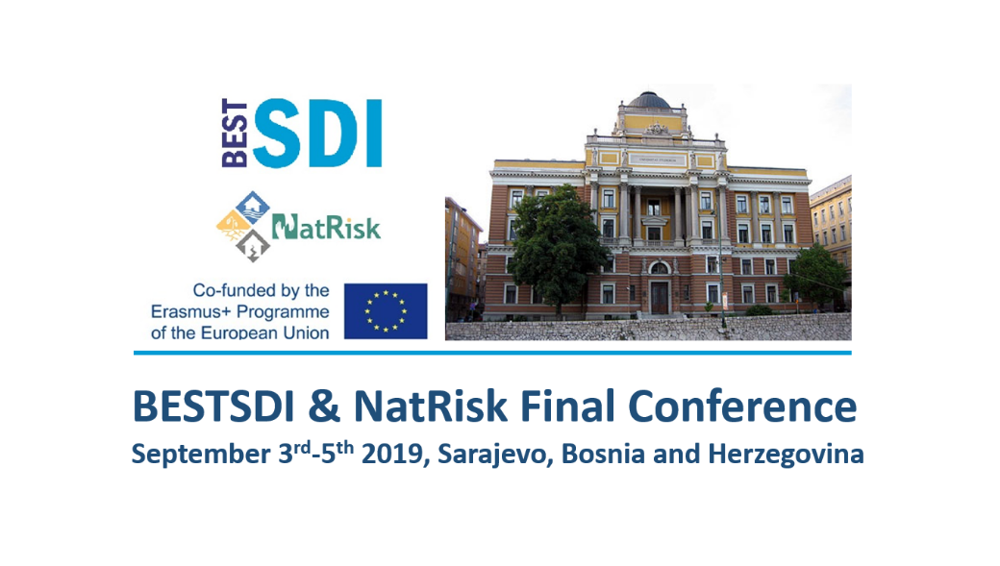 BEST
SDI
NatRisk
Co-funded by the
Erasmus+ Programme
of the European Union
BESTSDI & NatRisk Final Conference
September 3rd-5th 2019, Sarajevo, Bosnia and Herzegovina